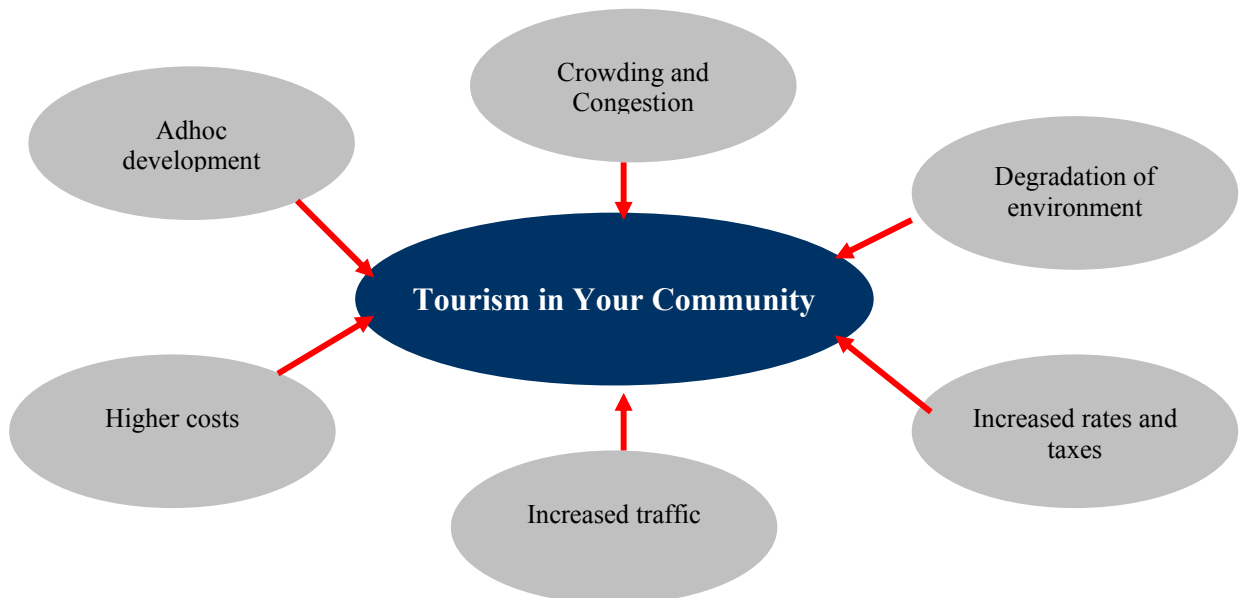 Crowding and
Congestion
Adhoc
development
Degradation of
environment
Tourism in Your Community
Higher costs
Increased rates and
taxes
Increased traffic